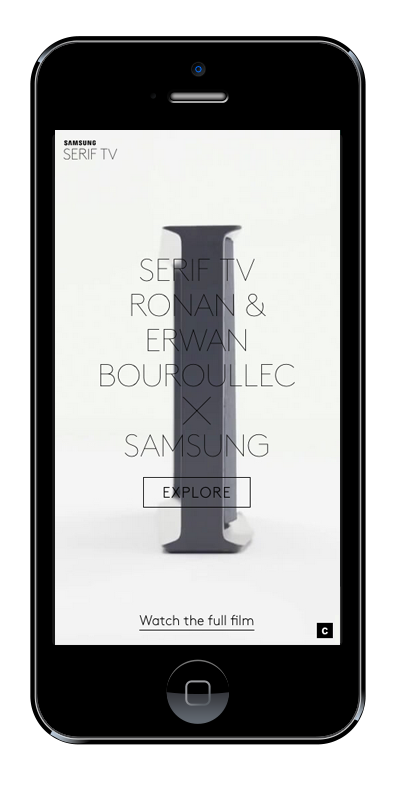 SAMSUNG
SERIF TV
SERIF TV
RONAN &
ERWAN
BOUROULLEC
X
SAMSUNG
EXPLORE
Watch the full film
C